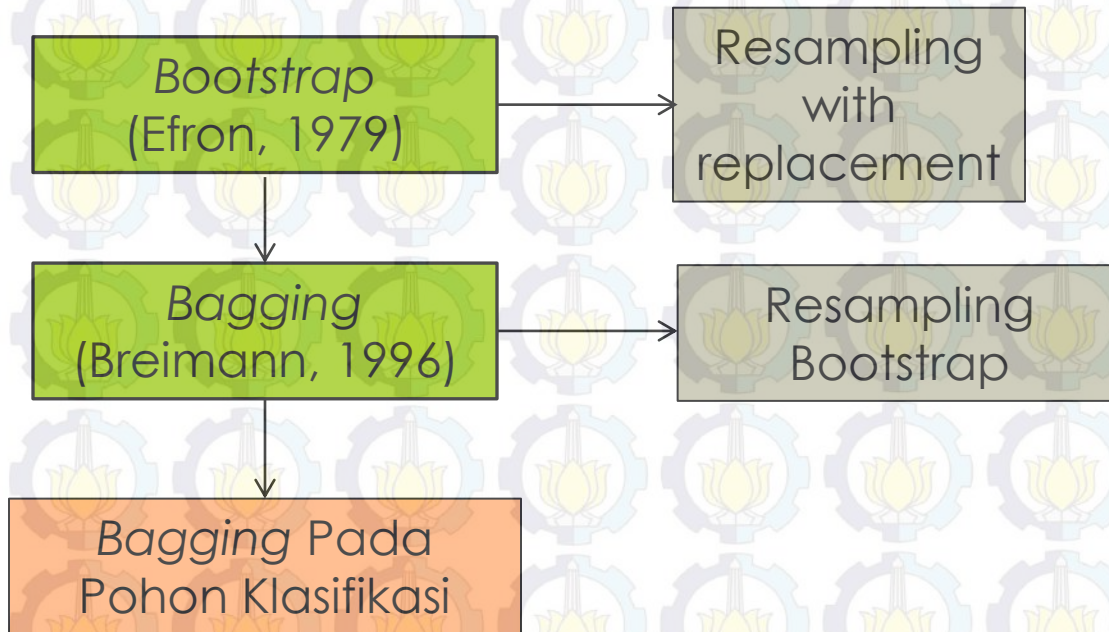 Bootstrap
(Efron, 1979)
Resampling
with
replacement
Bagging
(Breimann, 1996)
Resampling
Bootstrap
Bagging Pada
Pohon Klasifikasi